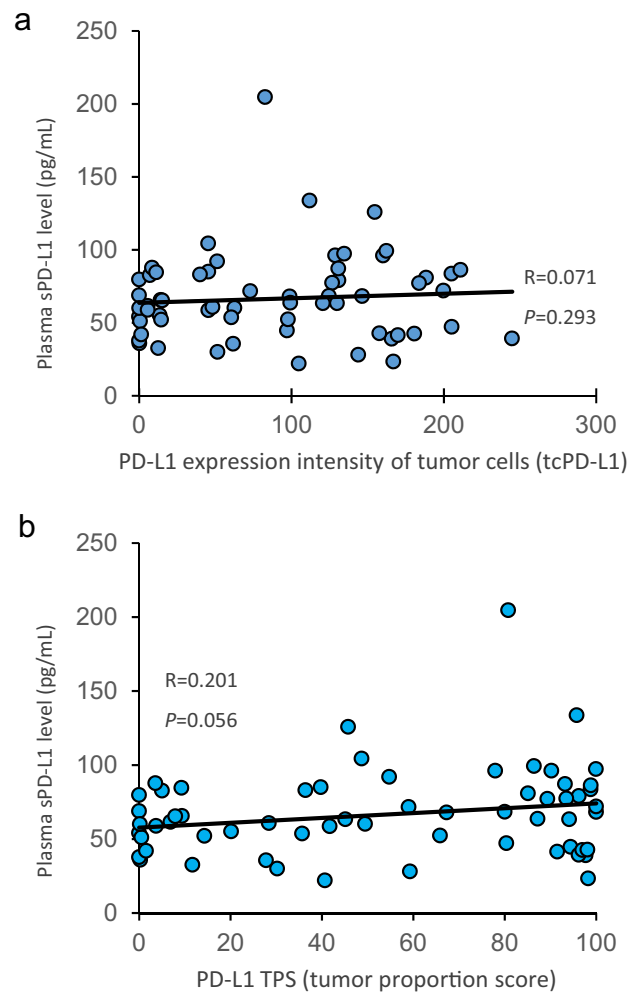 a
250
200
150
100
50
0
0 100 200 300
Plasma sPD-L1 level (pg/mL)
R=0.071
P=0.293
PD-L1 expression intensity of tumor cells (tcPD-L1)
b
250
200
150
100
50
0
0 20 40 60 80 100
Plasma sPD-L1 level (pg/mL)
R=0.201
P=0.056
PD-L1 TPS (tumor proportion score)